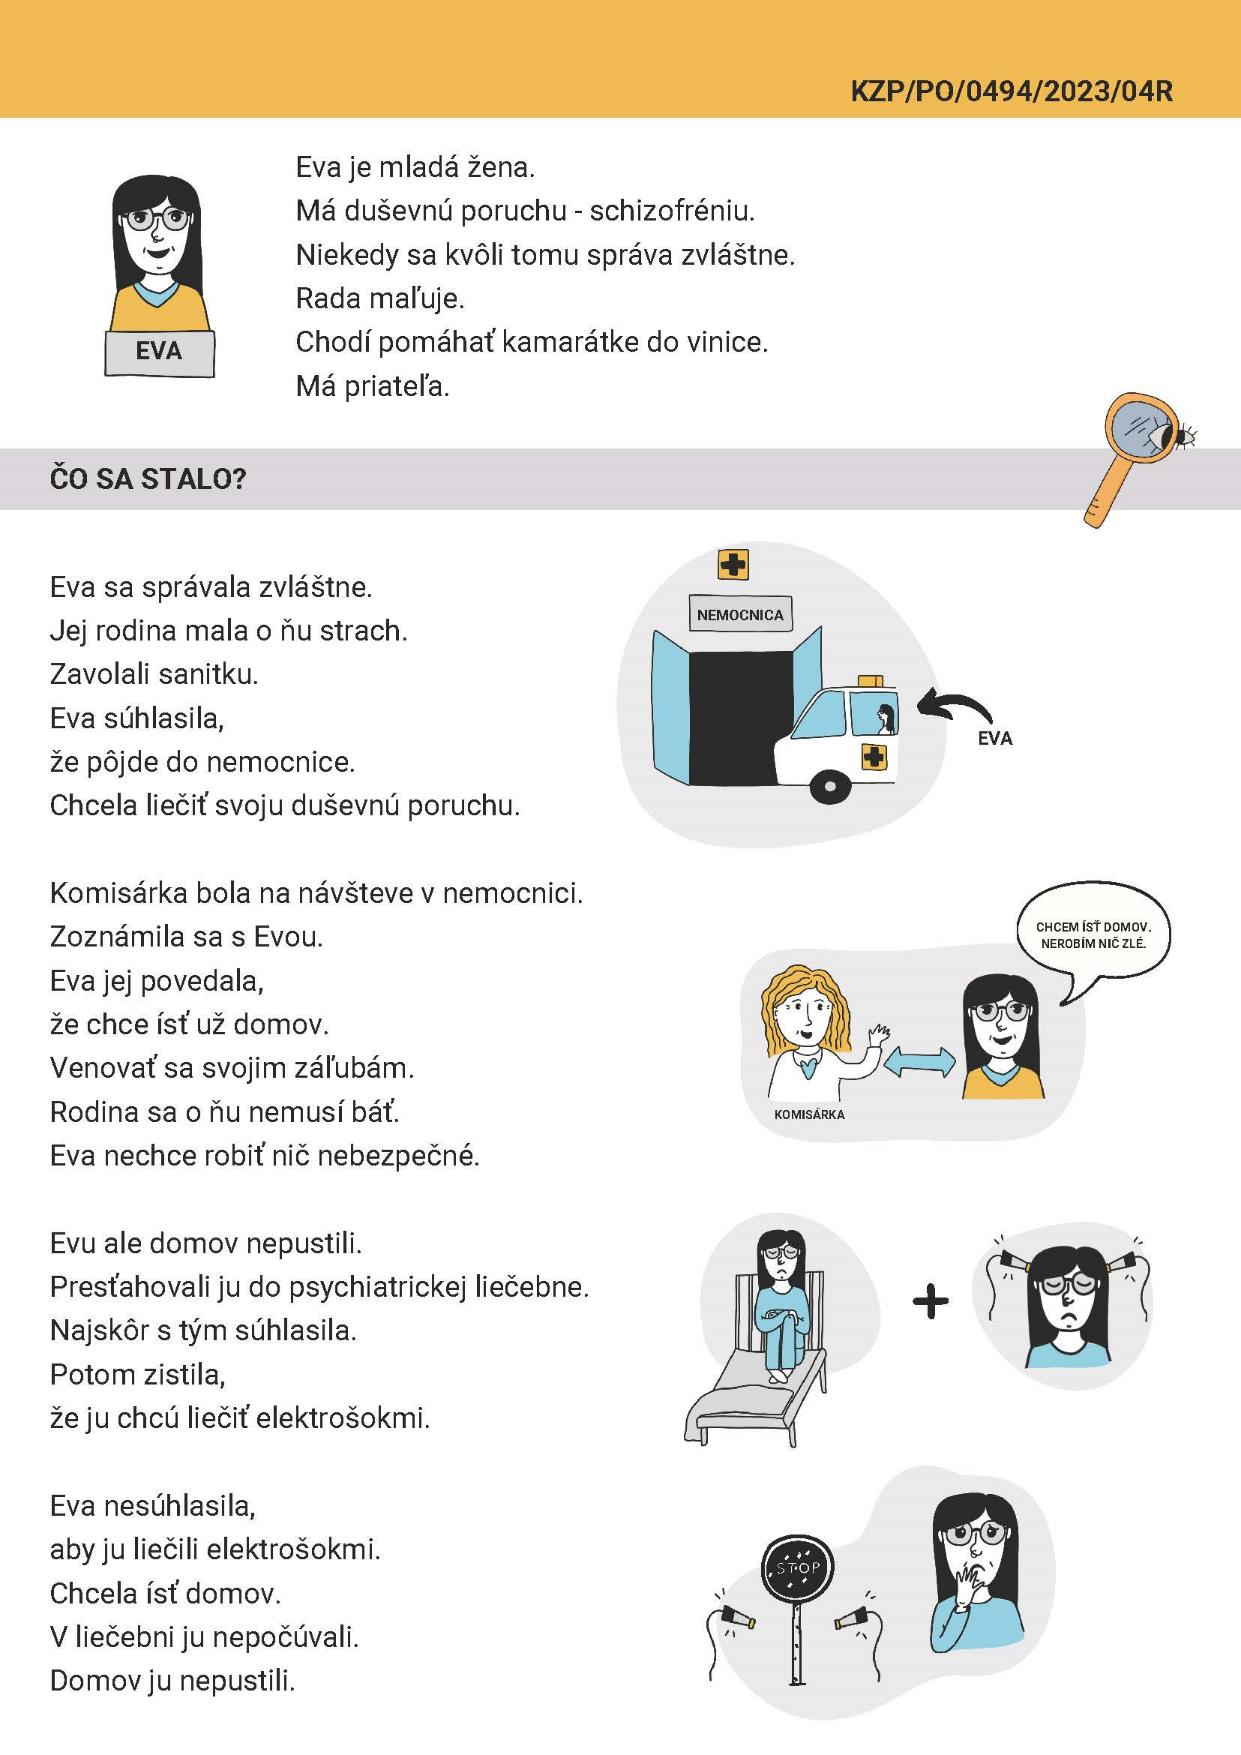 KZP/PO/0494/2023/04R
Eva je mladá žena.
Má duševnú poruchu - schizofréniu.
Niekedy sa kvôli tomu správa zvláštne.
Rada maľuje.
Chodí pomáhať kamarátke do vinice.
Má priateľa.
EVA
ČO SA STALO?
Eva sa správala zvláštne.
Jej rodina mala o ňu strach.
Zavolali sanitku.
Eva súhlasila,
že pôjde do nemocnice.
Chcela liečiť svoju duševnú poruchu.
NEMOCNICA
EVA
Komisárka bola na návšteve v nemocnici.
Zoznámila sa s Evou.
Eva jej povedala,
že chce ísť už domov.
Venovať sa svojim záľubám.
Rodina sa o ňu nemusí báť.
Eva nechce robiť nič nebezpečné.
CHCEM ÍSŤ DOMOV.
NEROBÍM NIČ ZLÉ.
KOMISÁRKA
Evu ale domov nepustili.
Presťahovali ju do psychiatrickej liečebne.
Najskôr s tým súhlasila.
Potom zistila,
že ju chcú liečiť elektrošokmi.
Eva nesúhlasila,
aby ju liečili elektrošokmi.
Chcela ísť domov.
V liečebni ju nepočúvali.
Domov ju nepustili.
STOP